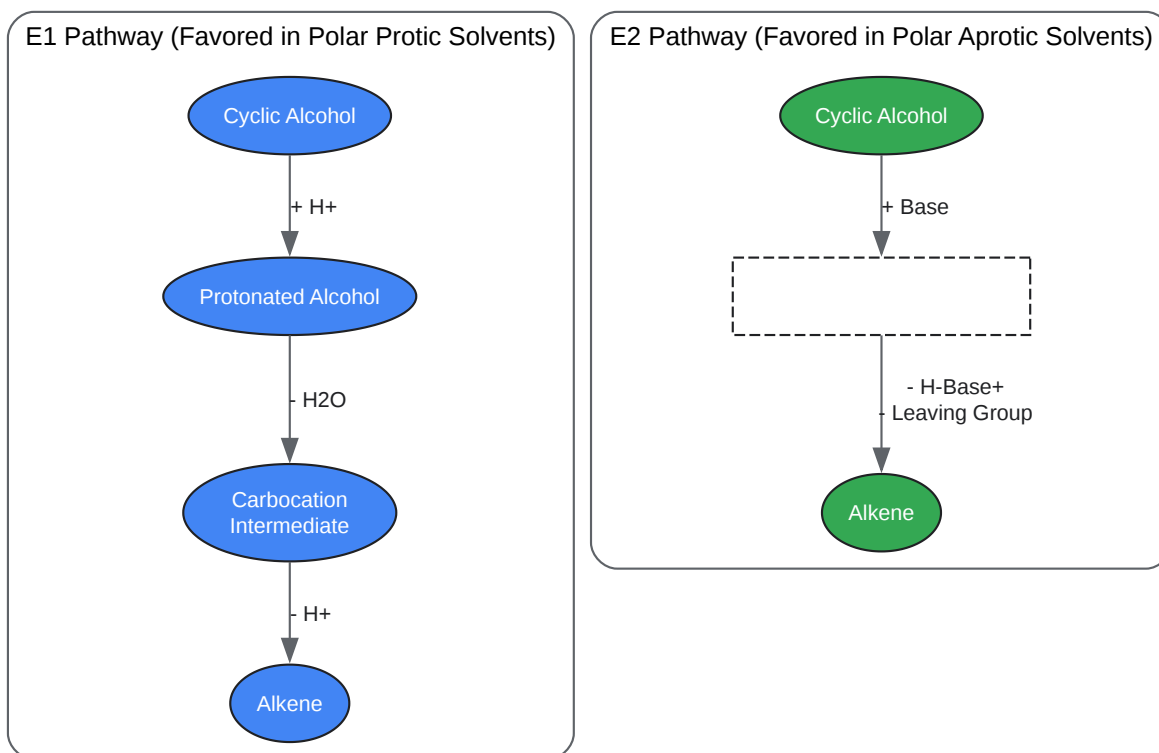 E1 Pathway (Favored in Polar Protic Solvents)
Cyclic Alcohol
+ H+
Protonated Alcohol
- H2O
Carbocation
Intermediate
- H+
Alkene
E2 Pathway (Favored in Polar Aprotic Solvents)
Cyclic Alcohol
+ Base
- H-Base+
- Leaving Group
Alkene